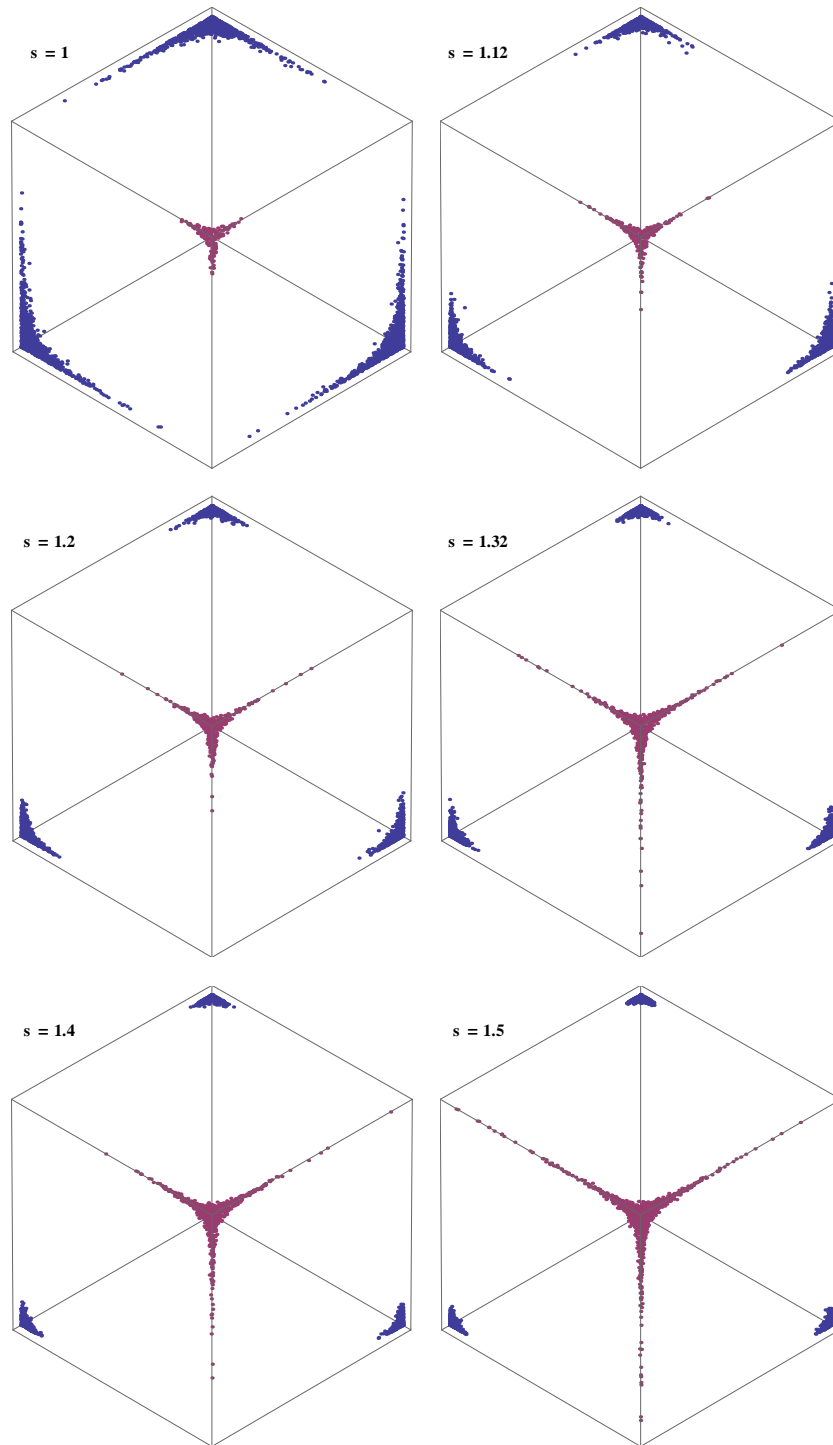 s = 1
s = 1.12
s = 1.2
s = 1.32
s = 1.4
s = 1.5